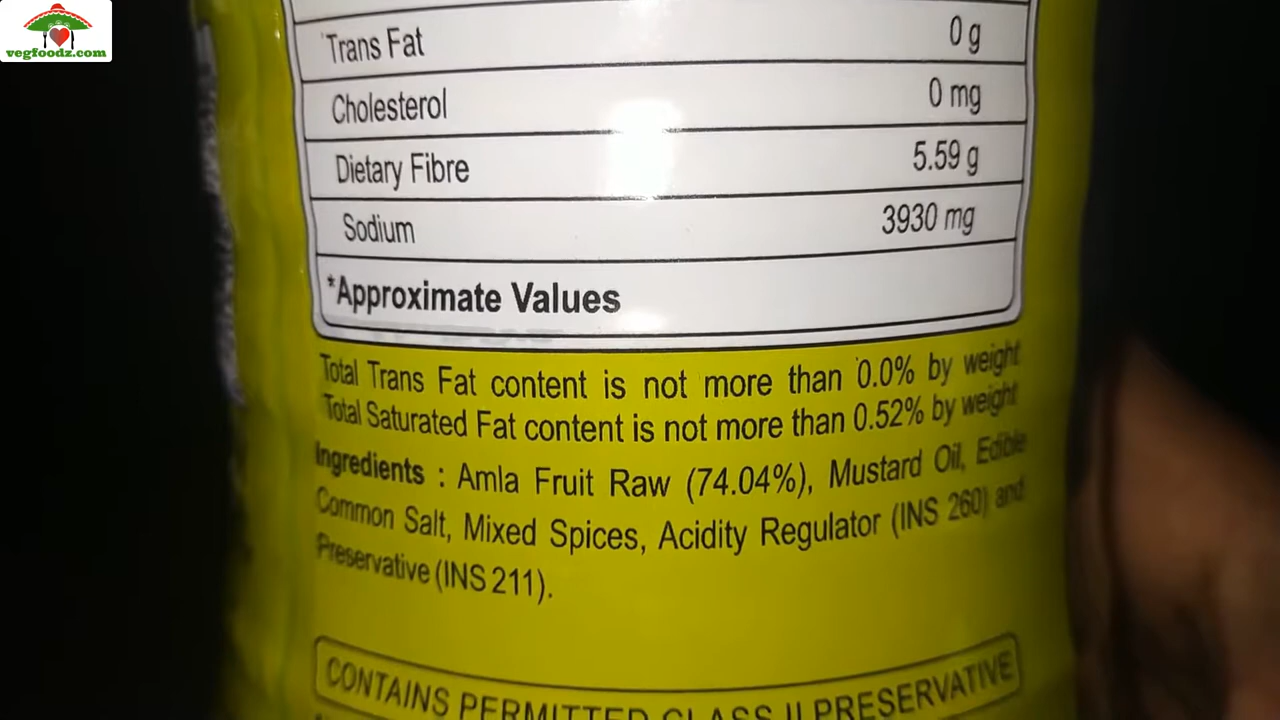 vegfoodz.com
Trans Fat 0 g
Cholesterol 0 mg
Dietary Fibre 5.59 g
Sodium 3930 mg
*Approximate Values
Total Trans Fat content is not more than 0.0% by weight
Total Saturated Fat content is not more than 0.52% by weight
Ingredients : Amla Fruit Raw (74.04%), Mustard Oil, Edible
Common Salt, Mixed Spices, Acidity Regulator (INS 260) and
Preservative (INS 211).
CONTAINS PERMITTED CLASS II PRESERVATIVE